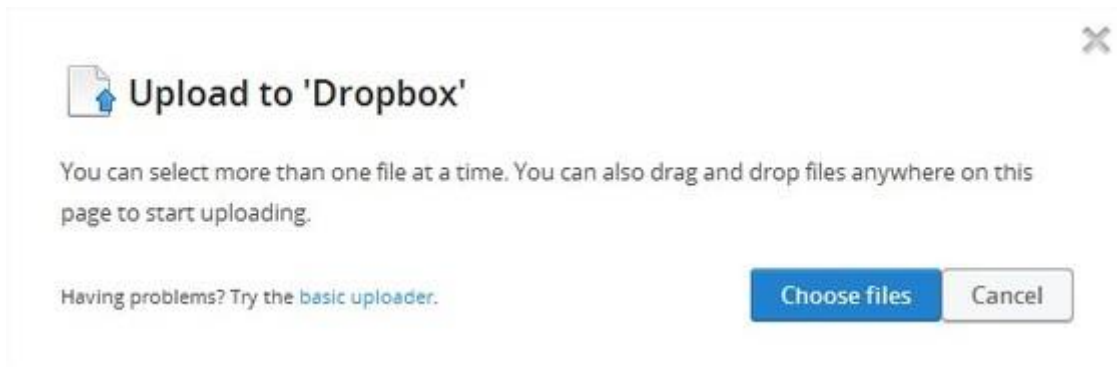 Upload to 'Dropbox'
You can select more than one file at a time. You can also drag and drop files anywhere on this
page to start uploading.
Having problems? Try the basic uploader.
Choose files
Cancel